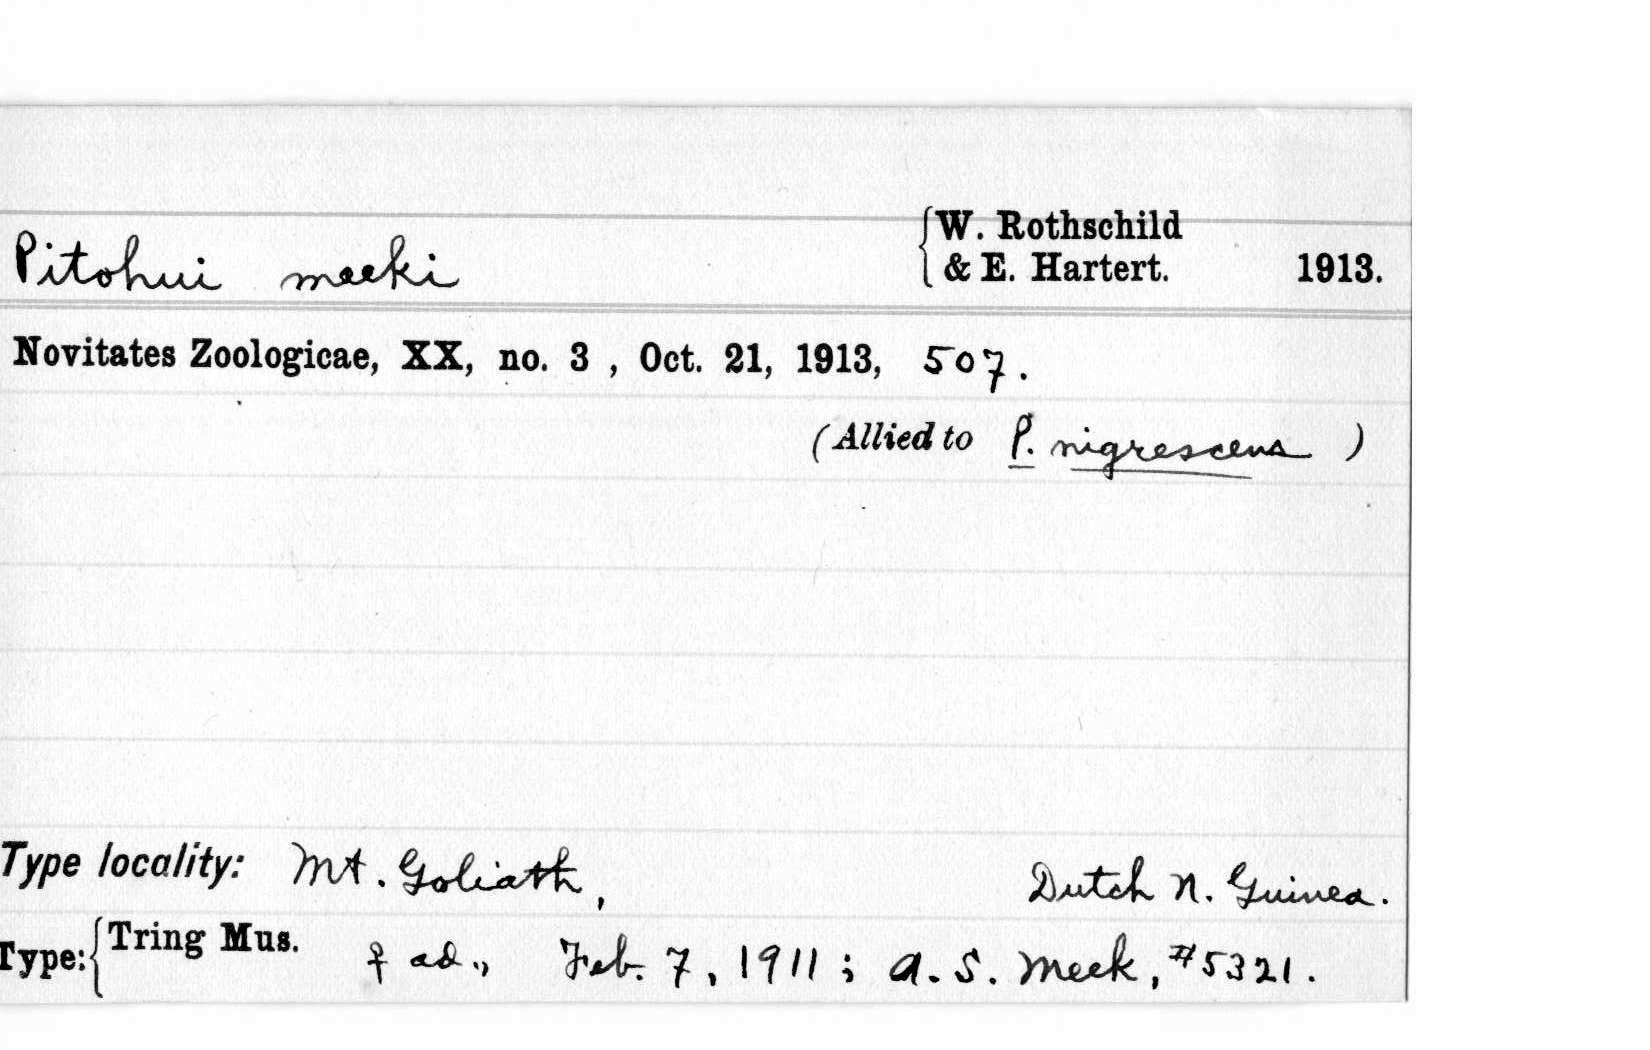 Pitohui meeki {W. Rothschild & E. Hartert. 1913.
Novitates Zoologicae, XX, no. 3 , Oct. 21, 1913, 507.
(Allied to P. nigrescens )
Type locality: Mt. Goliath, Dutch N. Guinea.
Type: {Tring Mus. ♀ ad., Feb. 7, 1911; A. S. Meek, #5321.